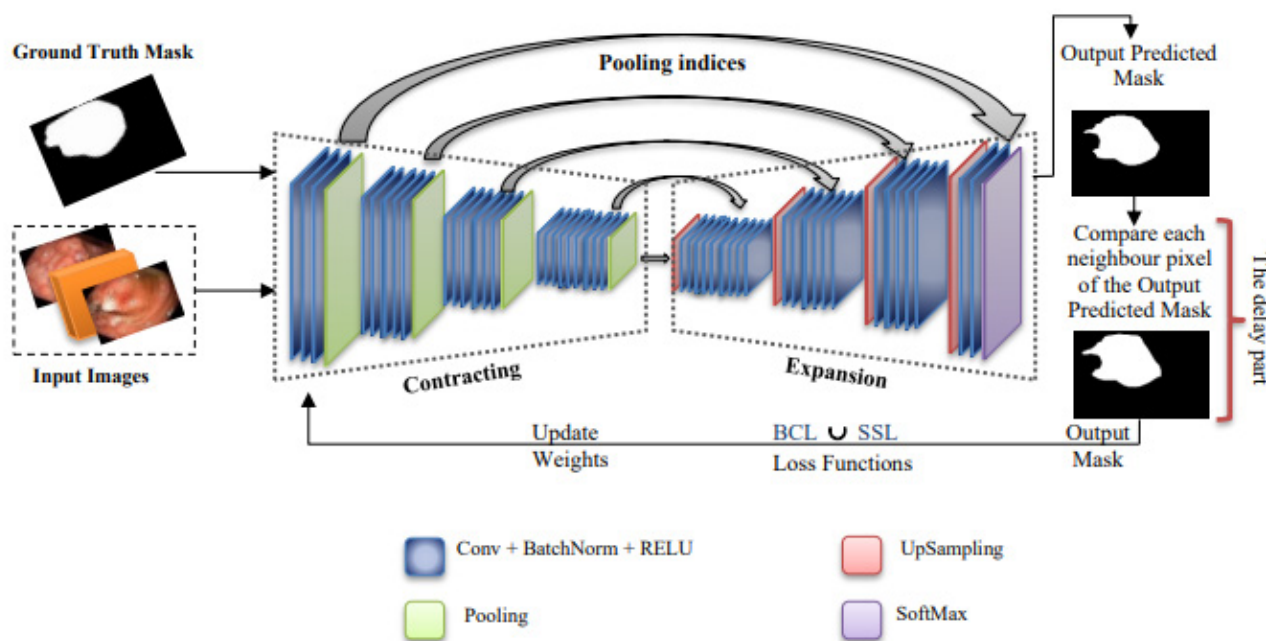 Ground Truth Mask
Pooling indices
Output Predicted
Mask
Compare each
neighbour pixel
of the Output
Predicted Mask
The delay part
Input Images
Contracting
Expansion
Update
Weights
BCL ∪ SSL
Loss Functions
Output
Mask
Conv + BatchNorm + RELU
UpSampling
Pooling
SoftMax